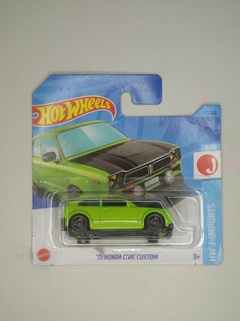 Hot Wheels
HW J-IMPORTS
'73 HONDA CIVIC CUSTOM
3+